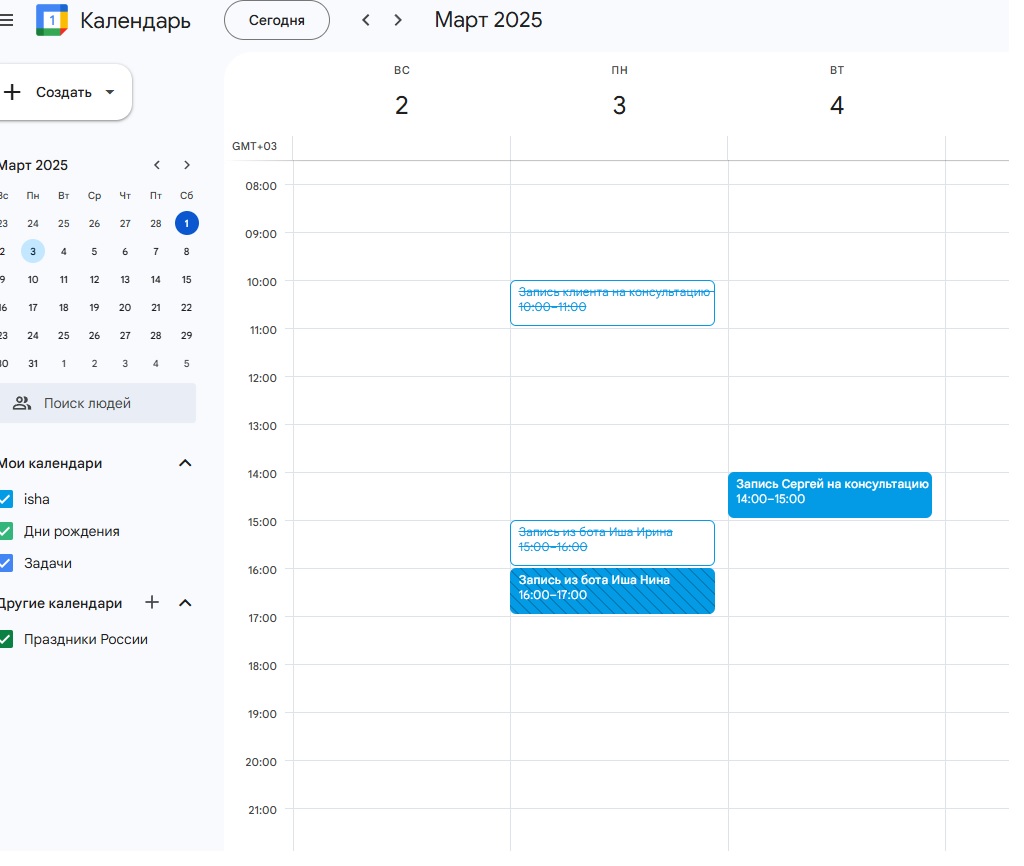 1 Календарь Сегодня Март 2025
Создать
ВС ПН ВТ
2 3 4
GMT+03
Март 2025
Вс Пн Вт Ср Чт Пт Сб
23 24 25 26 27 28 1
2 3 4 5 6 7 8
9 10 11 12 13 14 15
16 17 18 19 20 21 22
23 24 25 26 27 28 29
30 31 1 2 3 4 5
Поиск людей
Мои календари
isha
Дни рождения
Задачи
Другие календари
Праздники России
08:00
09:00
10:00
Запись клиента на консультацию
10:00–11:00
11:00
12:00
13:00
14:00
Запись Сергей на консультацию
14:00–15:00
15:00
Запись из бота Иша Ирина
15:00–16:00
16:00
Запись из бота Иша Нина
16:00–17:00
17:00
18:00
19:00
20:00
21:00